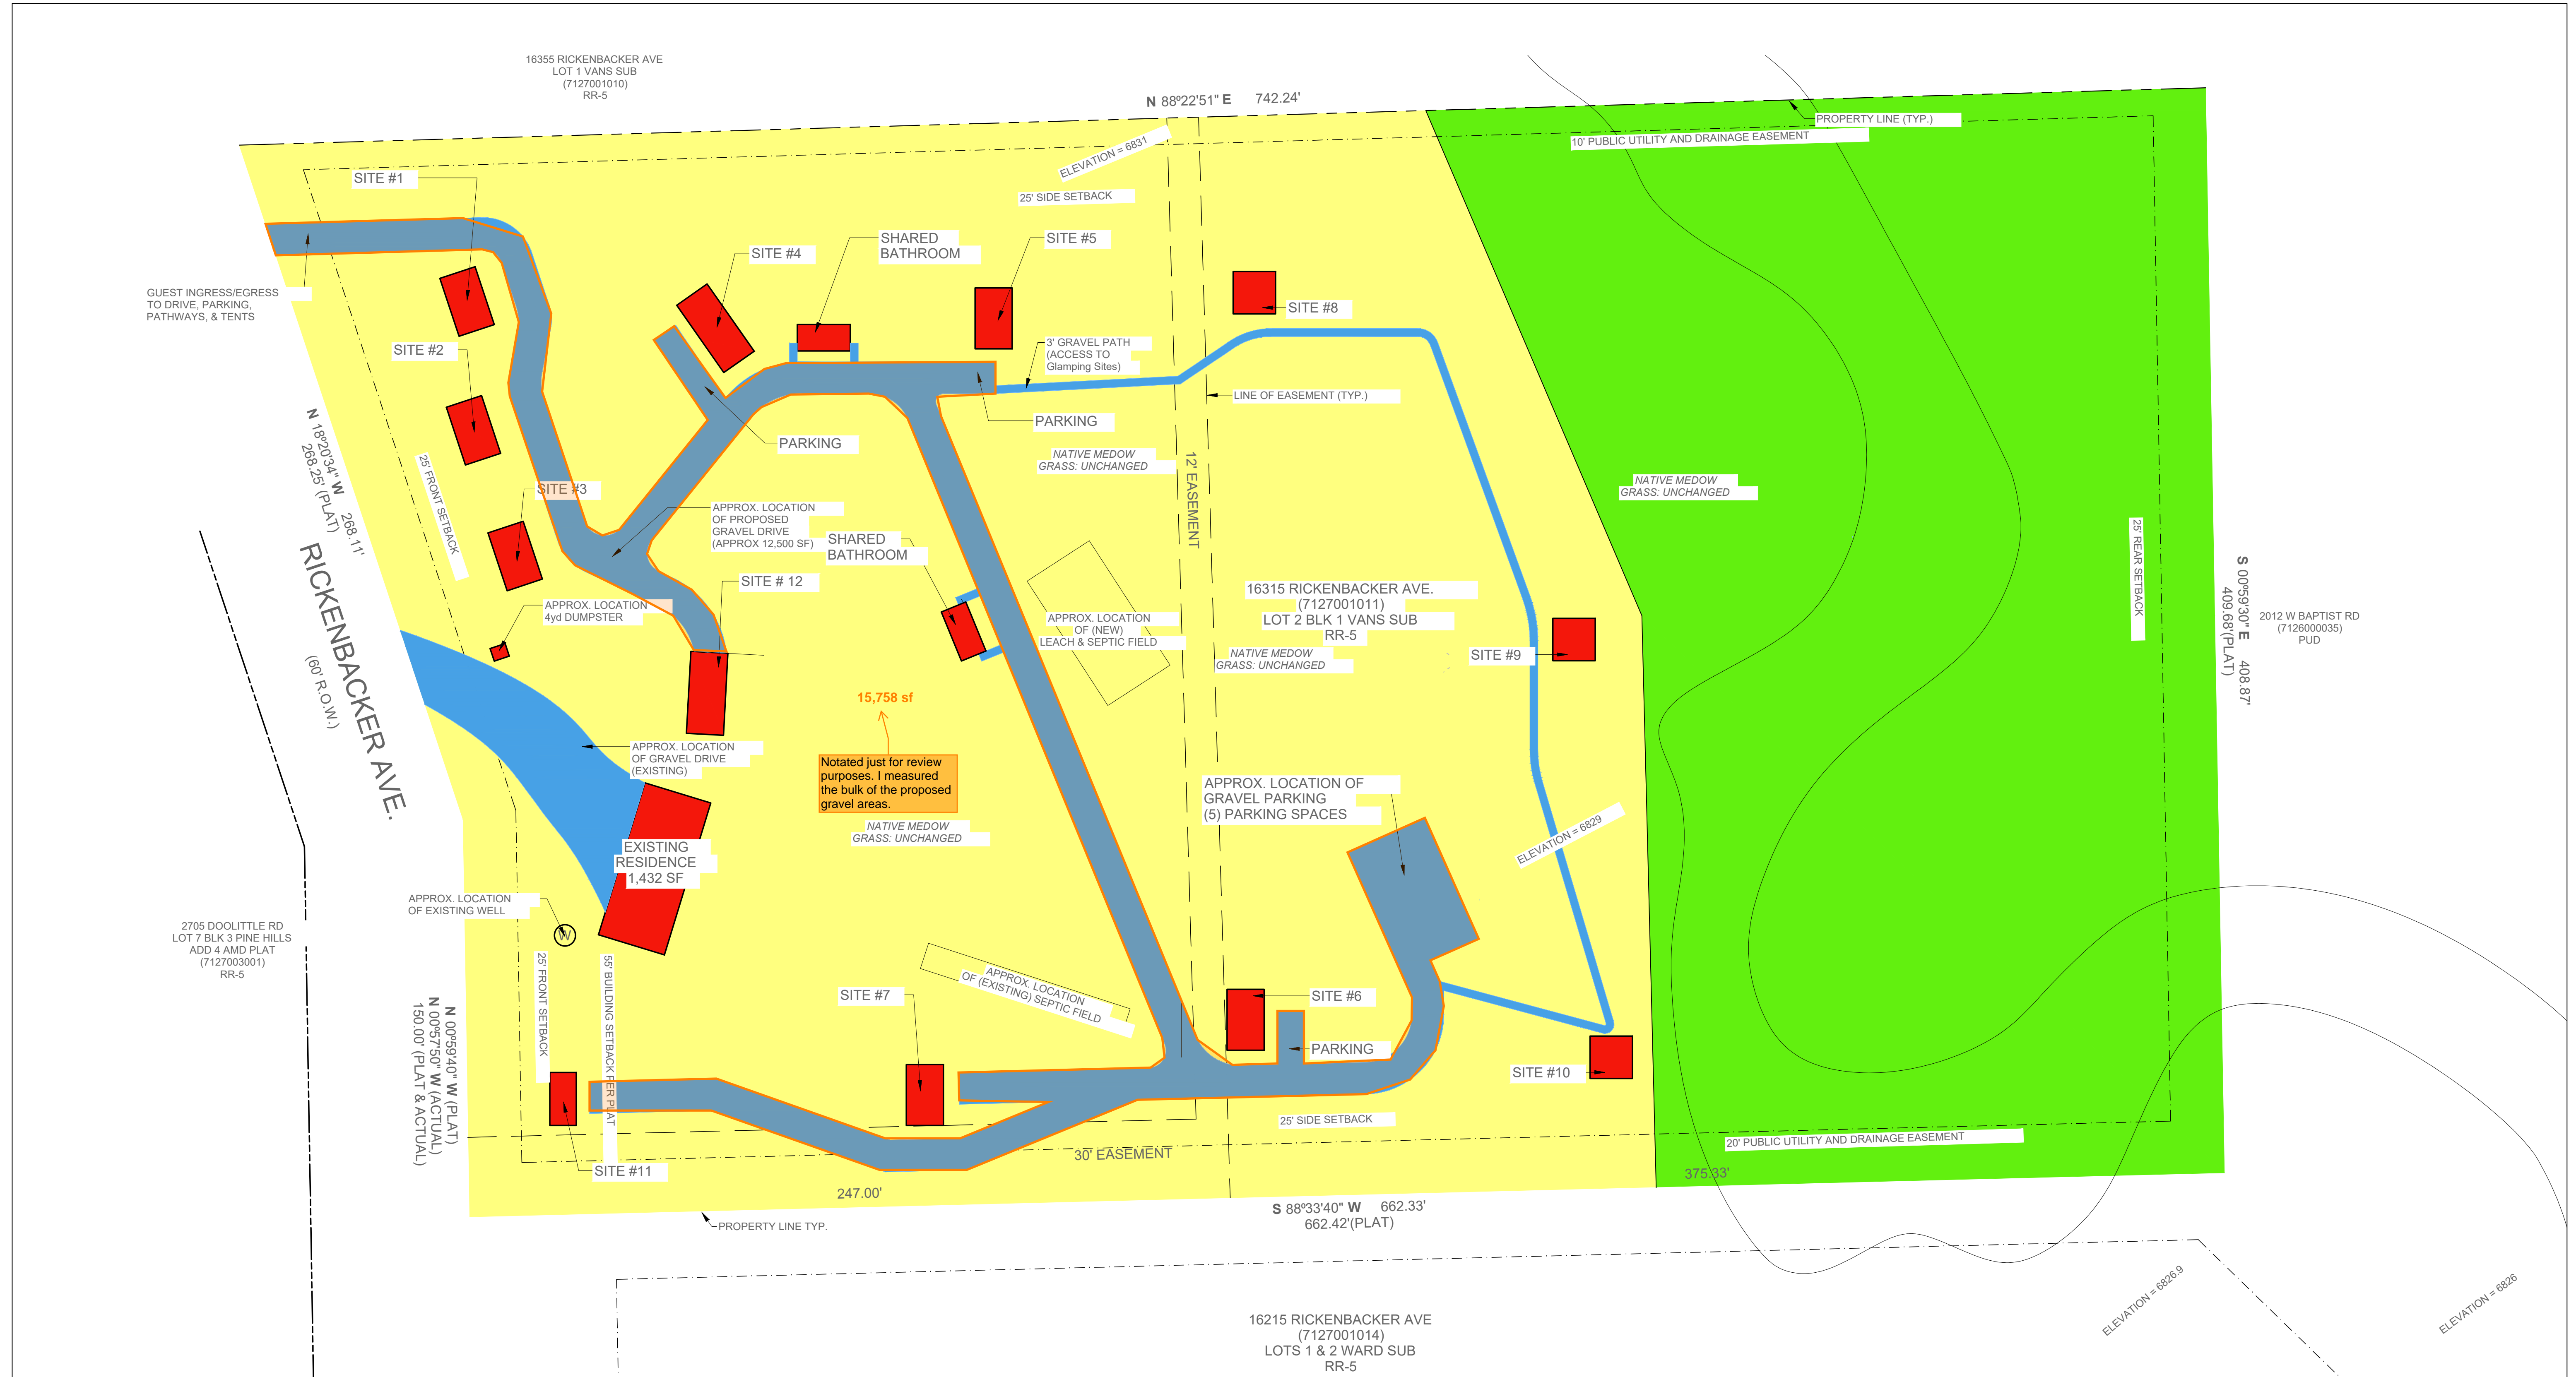 16355 RICKENBACKER AVE
LOT 1 VANS SUB
(7127001010)
RR-5
N 88º22'51" E 742.24'
PROPERTY LINE (TYP.)
10' PUBLIC UTILITY AND DRAINAGE EASEMENT
ELEVATION = 6831
25' SIDE SETBACK
SITE #1
SITE #4
SHARED
BATHROOM
SITE #5
SITE #8
GUEST INGRESS/EGRESS
TO DRIVE, PARKING,
PATHWAYS, & TENTS
SITE #2
3' GRAVEL PATH
(ACCESS TO
Glamping Sites)
LINE OF EASEMENT (TYP.)
PARKING
PARKING
N 18º20'34" W 268.11'
268.25' (PLAT)
25' FRONT SETBACK
NATIVE MEDOW
GRASS: UNCHANGED
12' EASEMENT
NATIVE MEDOW
GRASS: UNCHANGED
SITE #3
APPROX. LOCATION
OF PROPOSED
GRAVEL DRIVE
(APPROX 12,500 SF)
SHARED
BATHROOM
25' REAR SETBACK
S 00º59'30" E 408.87'
409.68'(PLAT)
2012 W BAPTIST RD
(7126000035)
PUD
RICKENBACKER AVE.
(60' R.O.W.)
SITE # 12
APPROX. LOCATION
4yd DUMPSTER
APPROX. LOCATION
OF (NEW)
LEACH & SEPTIC FIELD
16315 RICKENBACKER AVE.
(7127001011)
LOT 2 BLK 1 VANS SUB
RR-5
NATIVE MEDOW
GRASS: UNCHANGED
SITE #9
15,758 sf
APPROX. LOCATION
OF GRAVEL DRIVE
(EXISTING)
Notated just for review
purposes. I measured
the bulk of the proposed
gravel areas.
NATIVE MEDOW
GRASS: UNCHANGED
APPROX. LOCATION OF
GRAVEL PARKING
(5) PARKING SPACES
ELEVATION = 6829
EXISTING
RESIDENCE
1,432 SF
APPROX. LOCATION
OF EXISTING WELL
W
2705 DOOLITTLE RD
LOT 7 BLK 3 PINE HILLS
ADD 4 AMD PLAT
(7127003001)
RR-5
25' FRONT SETBACK
55' BUILDING SETBACK PER PLAT
APPROX. LOCATION
OF (EXISTING) SEPTIC FIELD
SITE #7
SITE #6
PARKING
SITE #10
N 00º59'40" W (PLAT)
N 00º57'50" W (ACTUAL)
150.00' (PLAT & ACTUAL)
25' SIDE SETBACK
20' PUBLIC UTILITY AND DRAINAGE EASEMENT
30' EASEMENT
SITE #11
375.33'
247.00'
S 88º33'40" W 662.33'
662.42'(PLAT)
PROPERTY LINE TYP.
16215 RICKENBACKER AVE
(7127001014)
LOTS 1 & 2 WARD SUB
RR-5
ELEVATION = 6826.9
ELEVATION = 6826